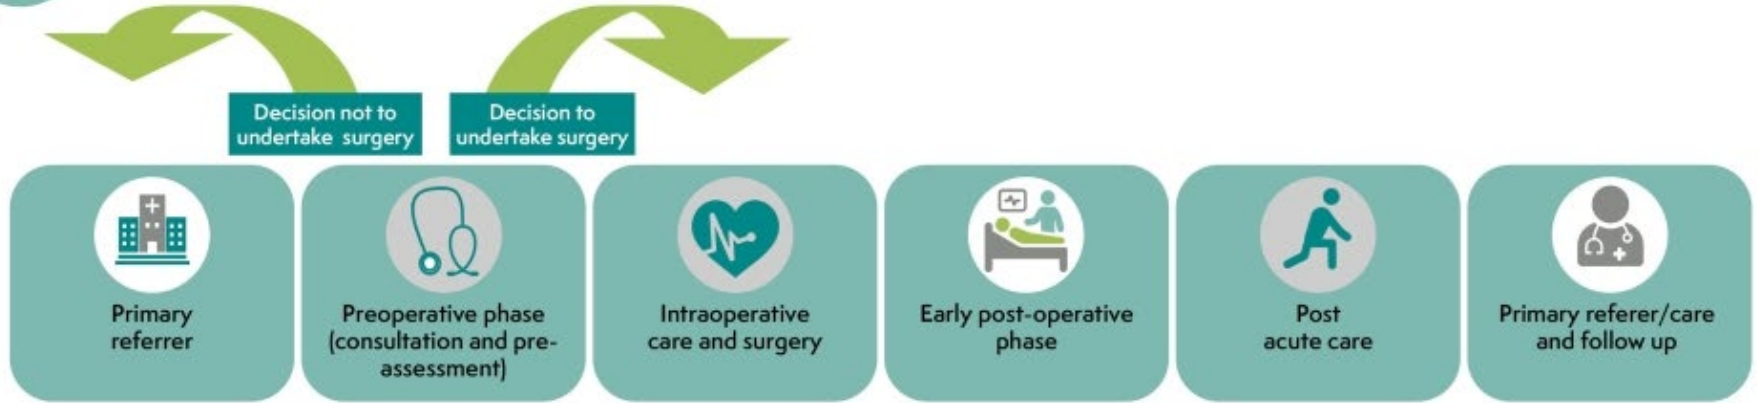 Decision not to
undertake surgery
Decision to
undertake surgery
Primary
referrer
Preoperative phase
(consultation and pre-
assessment)
Intraoperative
care and surgery
Early post-operative
phase
Post
acute care
Primary referer/care
and follow up